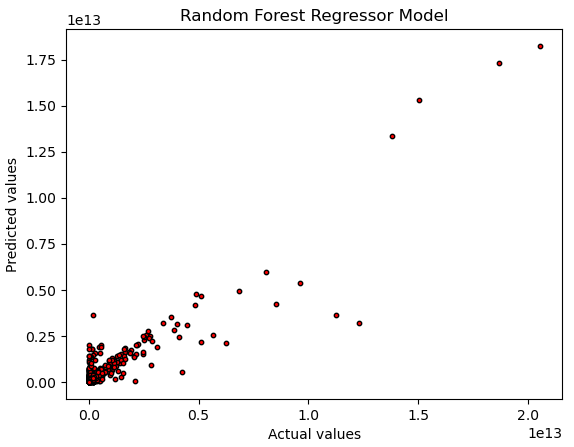 Random Forest Regressor Model
1e13
1.75
1.50
1.25
1.00
0.75
0.50
0.25
0.00
Predicted values
0.0 0.5 1.0 1.5 2.0
1e13
Actual values